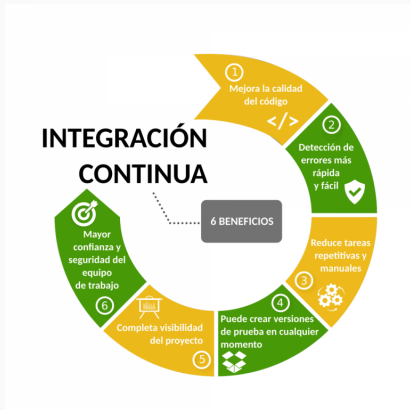 INTEGRACIÓN
CONTINUA
6 BENEFICIOS
1
Mejora la calidad
del código
</>
2
Detección de
errores más
rápida
y fácil
Reduce tareas
repetitivas y
manuales
3
4
Puede crear versiones
de prueba en cualquier
momento
Completa visibilidad
del proyecto
5
Mayor
confianza y
seguridad del
equipo
de trabajo
6